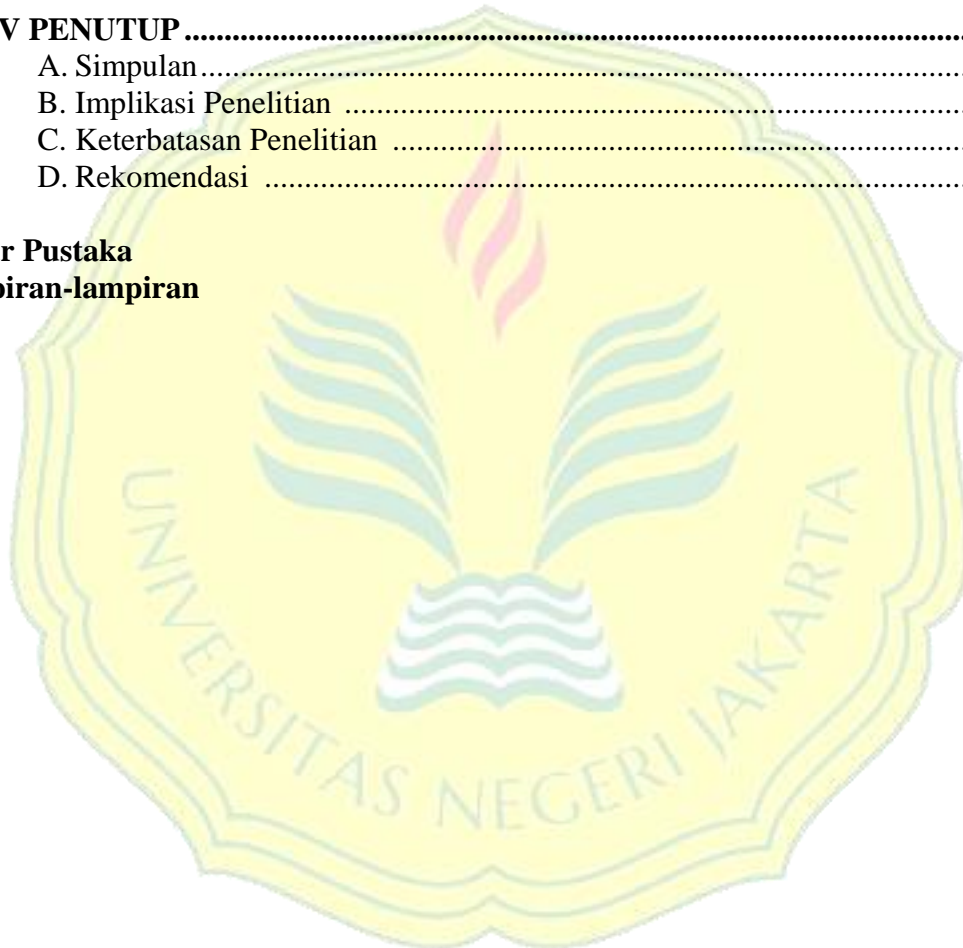 V PENUTUP ....................................................................................................
A. Simpulan ....................................................................................................
B. Implikasi Penelitian ....................................................................................
C. Keterbatasan Penelitian .............................................................................
D. Rekomendasi ..............................................................................................
r Pustaka
piran-lampiran
UNIVERSITAS NEGERI JAKARTA